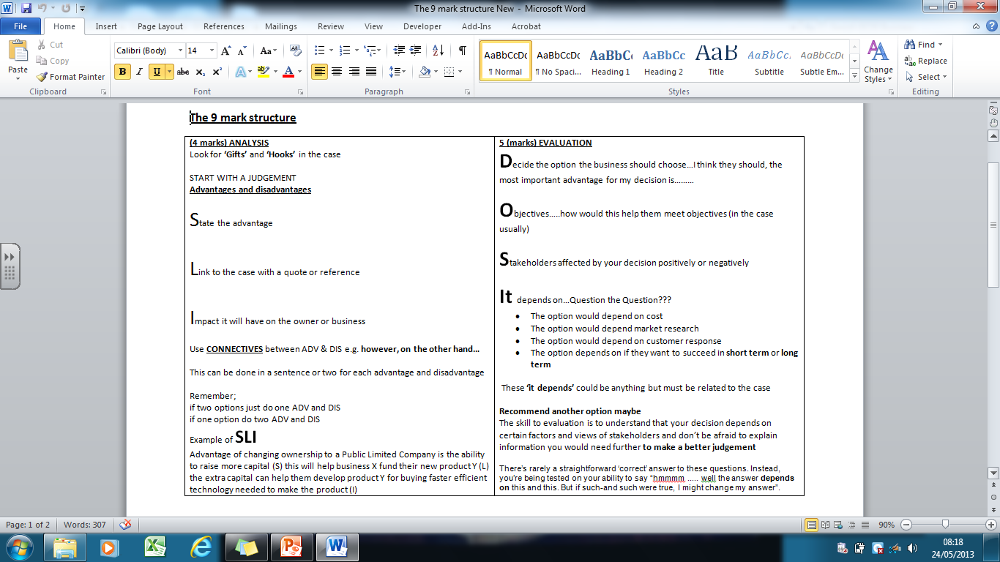 The 9 mark structure New - Microsoft Word
File Home Insert Page Layout References Mailings Review View Developer Add-Ins Acrobat
Paste
Cut
Copy
Format Painter
Clipboard
Calibri (Body) 14
B I U abc x₂ x²
Font
Paragraph
AaBbCcDc AaBbCcDc AaBbCc AaBbCc AaB AaBbCc. AaBbCcDc
¶ Normal ¶ No Spaci... Heading 1 Heading 2 Title Subtitle Subtle Em...
Styles
Change
Styles
Find
Replace
Select
Editing
The 9 mark structure
(4 marks) ANALYSIS
Look for ‘Gifts’ and ‘Hooks’ in the case
START WITH A JUDGEMENT
Advantages and disadvantages
State the advantage
Link to the case with a quote or reference
Impact it will have on the owner or business
Use CONNECTIVES between ADV & DIS e.g. however, on the other hand…
This can be done in a sentence or two for each advantage and disadvantage
Remember;
if two options just do one ADV and DIS
if one option do two ADV and DIS
Example of SLI
Advantage of changing ownership to a Public Limited Company is the ability
to raise more capital (S) this will help business X fund their new product Y (L)
the extra capital can help them develop product Y for buying faster efficient
technology needed to make the product (I)
5 (marks) EVALUATION
Decide the option the business should choose…I think they should, the
most important advantage for my decision is………
Objectives…..how would this help them meet objectives (in the case
usually)
Stakeholders affected by your decision positively or negatively
It depends on…Question the Question???
• The option would depend on cost
• The option would depend market research
• The option would depend on customer response
• The option depends on if they want to succeed in short term or long
term
These ‘it depends’ could be anything but must be related to the case
Recommend another option maybe
The skill to evaluation is to understand that your decision depends on
certain factors and views of stakeholders and don’t be afraid to explain
information you would need further to make a better judgement
There’s rarely a straightforward ‘correct’ answer to these questions. Instead,
you’re being tested on your ability to say “hmmmm ….. well the answer depends
on this and this. But if such-and such were true, I might change my answer”.
Page: 1 of 2 Words: 307
90%
08:18
24/05/2013